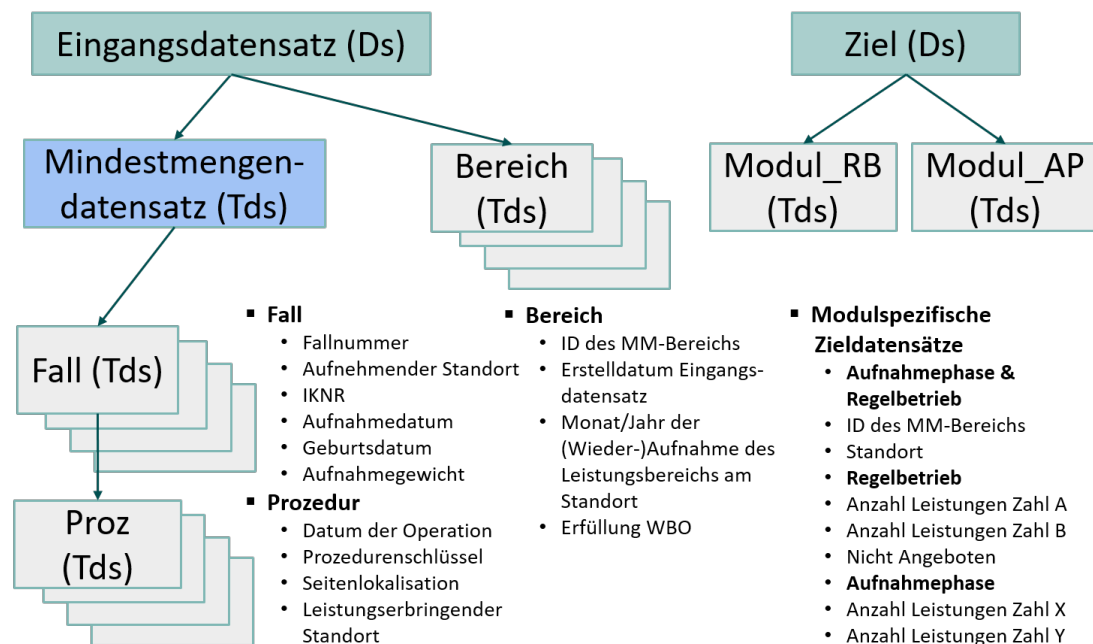 Eingangsdatensatz (Ds)
Ziel (Ds)
Mindestmengen-
datensatz (Tds)
Bereich
(Tds)
Modul_RB
(Tds)
Modul_AP
(Tds)
Fall (Tds)
Proz
(Tds)
▪ Fall
• Fallnummer
• Aufnehmender Standort
• IKNR
• Aufnahmedatum
• Geburtsdatum
• Aufnahmegewicht
▪ Prozedur
• Datum der Operation
• Prozedurenschlüssel
• Seitenlokalisation
• Leistungserbringender
Standort
▪ Bereich
• ID des MM-Bereichs
• Erstelldatum Eingangs-
datensatz
• Monat/Jahr der
(Wieder-)Aufnahme des
Leistungsbereichs am
Standort
• Erfüllung WBO
▪ Modulspezifische
Zieldatensätze
• Aufnahmephase &
Regelbetrieb
• ID des MM-Bereichs
• Standort
• Regelbetrieb
• Anzahl Leistungen Zahl A
• Anzahl Leistungen Zahl B
• Nicht Angeboten
• Aufnahmephase
• Anzahl Leistungen Zahl X
• Anzahl Leistungen Zahl Y